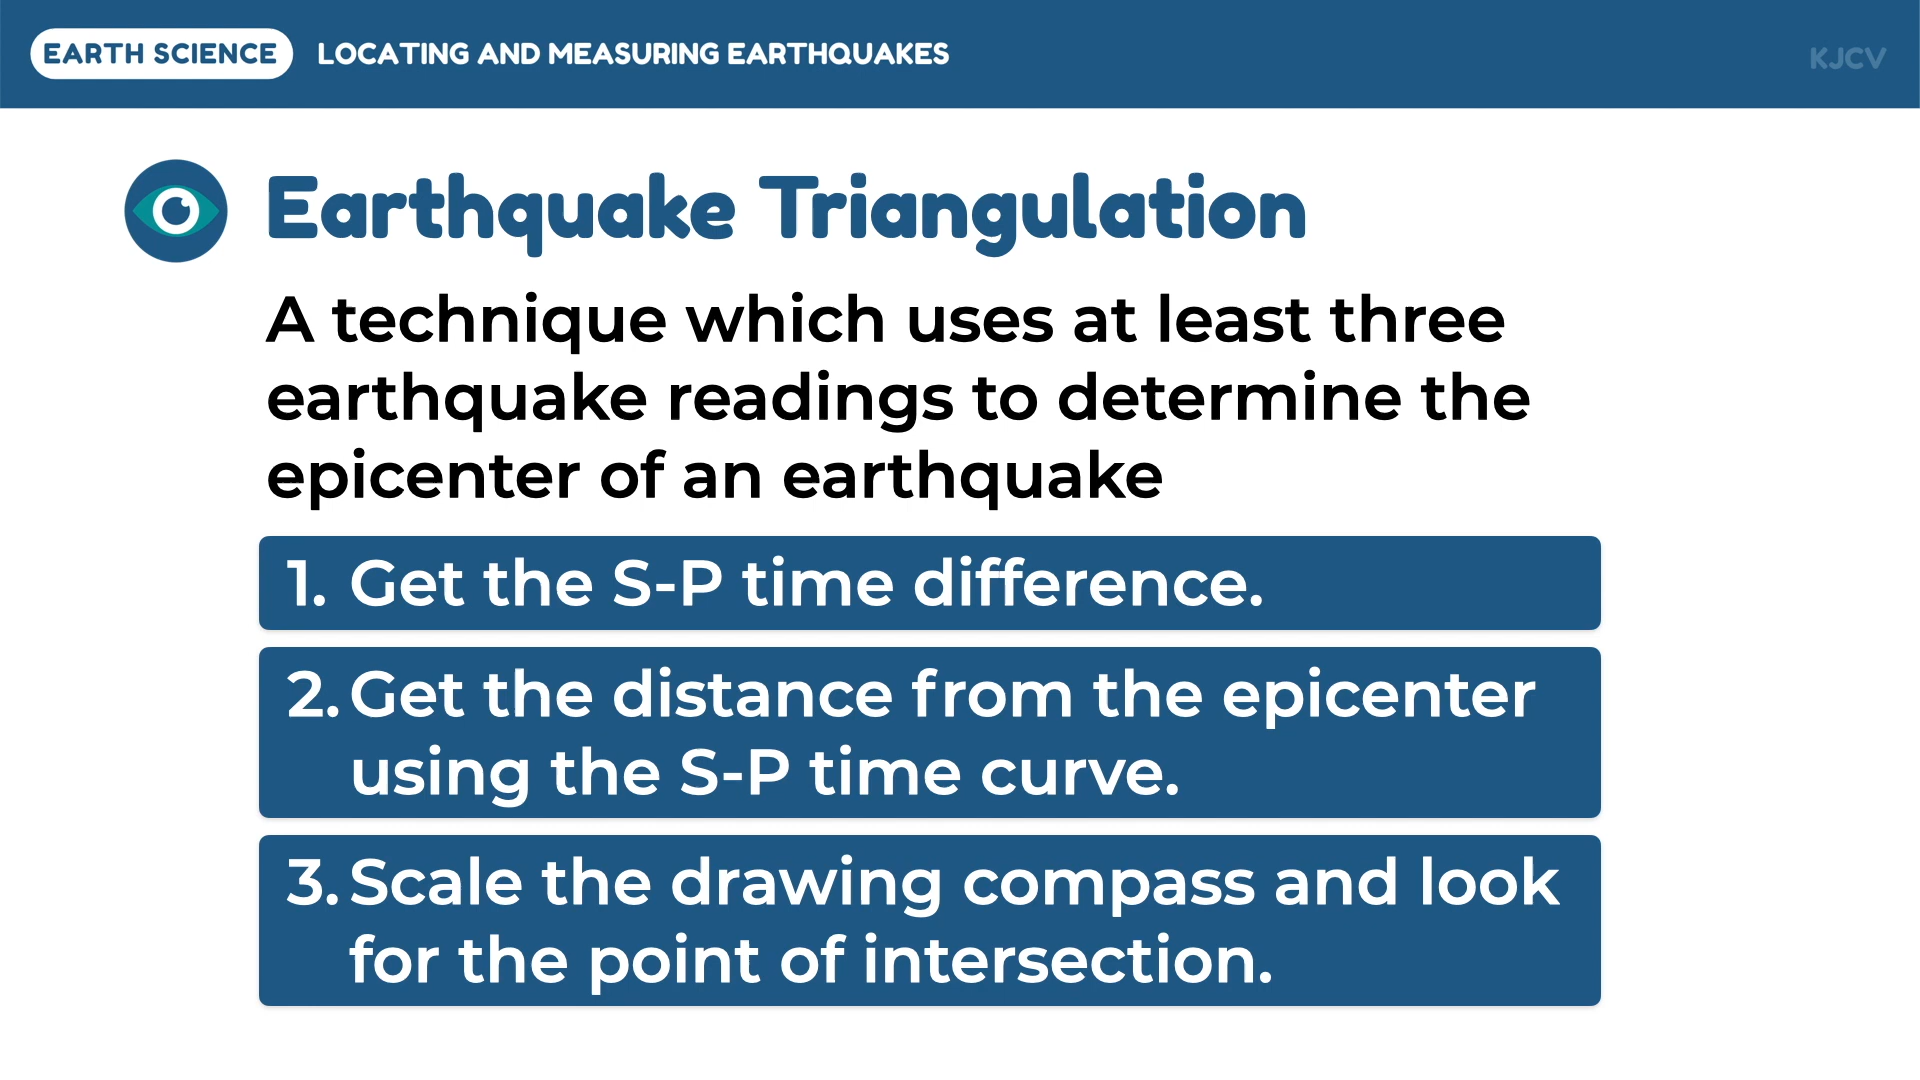 EARTH SCIENCE LOCATING AND MEASURING EARTHQUAKES KJCV
Earthquake Triangulation
A technique which uses at least three
earthquake readings to determine the
epicenter of an earthquake
1. Get the S-P time difference.
2. Get the distance from the epicenter
using the S-P time curve.
3. Scale the drawing compass and look
for the point of intersection.